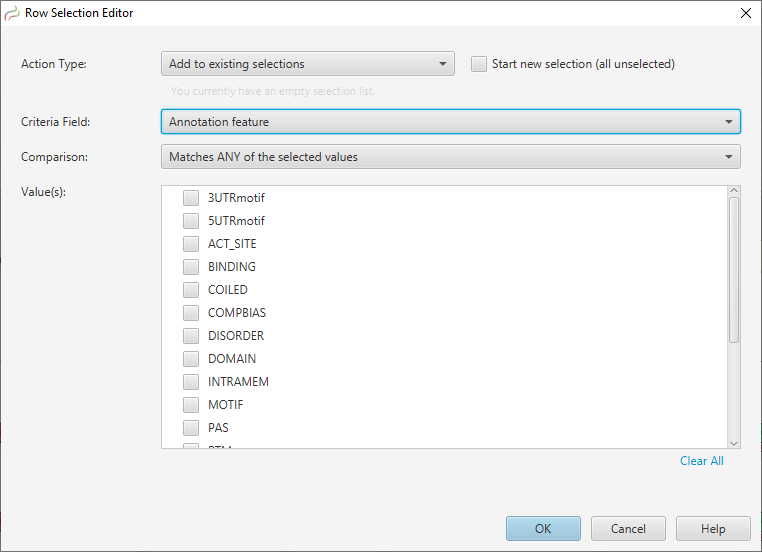 Row Selection Editor
Action Type: Add to existing selections Start new selection (all unselected)
You currently have an empty selection list.
Criteria Field: Annotation feature
Comparison: Matches ANY of the selected values
Value(s):
3UTRmotif
5UTRmotif
ACT_SITE
BINDING
COILED
COMPBIAS
DISORDER
DOMAIN
INTRAMEM
MOTIF
PAS
Clear All
OK Cancel Help